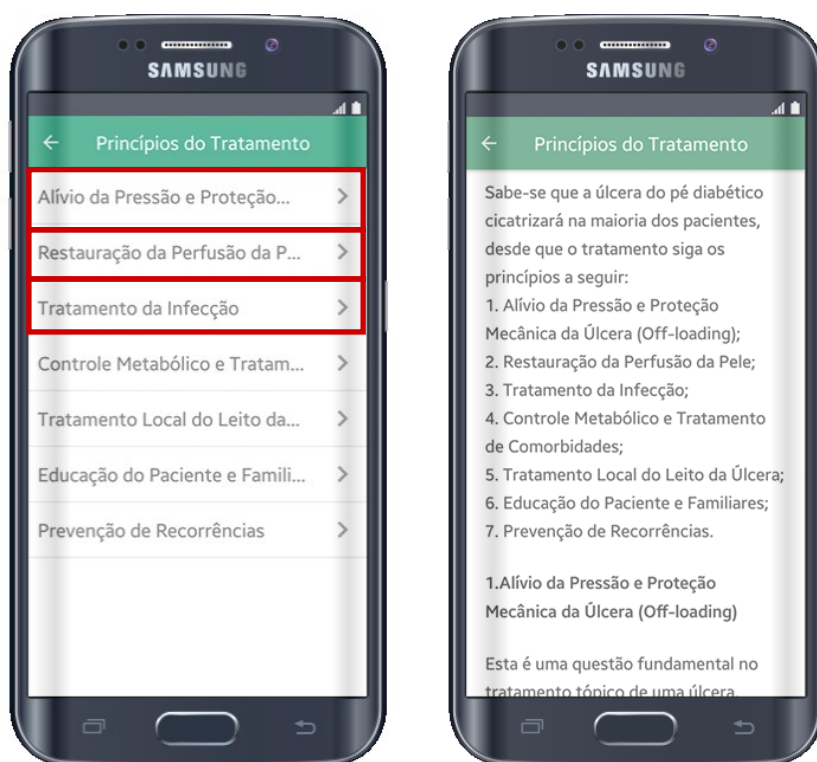 SAMSUNG
Princípios do Tratamento
Alívio da Pressão e Proteção...
Restauração da Perfusão da P...
Tratamento da Infecção
Controle Metabólico e Tratam...
Tratamento Local do Leito da...
Educação do Paciente e Famili...
Prevenção de Recorrências
SAMSUNG
Princípios do Tratamento
Sabe-se que a úlcera do pé diabético
cicatrizará na maioria dos pacientes,
desde que o tratamento siga os
princípios a seguir:
1. Alívio da Pressão e Proteção
Mecânica da Úlcera (Off-loading);
2. Restauração da Perfusão da Pele;
3. Tratamento da Infecção;
4. Controle Metabólico e Tratamento
de Comorbidades;
5. Tratamento Local do Leito da Úlcera;
6. Educação do Paciente e Familiares;
7. Prevenção de Recorrências.
1.Alívio da Pressão e Proteção
Mecânica da Úlcera (Off-loading)
Esta é uma questão fundamental no
tratamento tópico de uma úlcera.